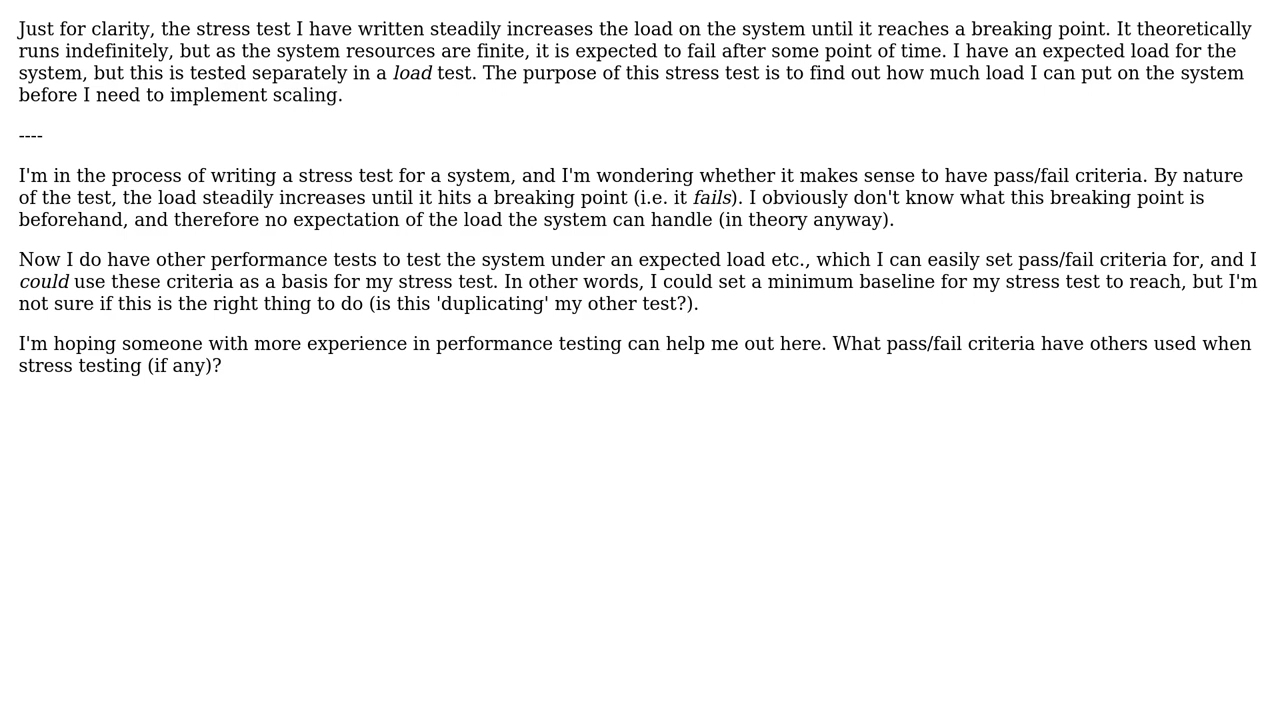 Just for clarity, the stress test I have written steadily increases the load on the system until it reaches a breaking point. It theoretically
runs indefinitely, but as the system resources are finite, it is expected to fail after some point of time. I have an expected load for the
system, but this is tested separately in a load test. The purpose of this stress test is to find out how much load I can put on the system
before I need to implement scaling.
----
I'm in the process of writing a stress test for a system, and I'm wondering whether it makes sense to have pass/fail criteria. By nature
of the test, the load steadily increases until it hits a breaking point (i.e. it fails). I obviously don't know what this breaking point is
beforehand, and therefore no expectation of the load the system can handle (in theory anyway).
Now I do have other performance tests to test the system under an expected load etc., which I can easily set pass/fail criteria for, and I
could use these criteria as a basis for my stress test. In other words, I could set a minimum baseline for my stress test to reach, but I'm
not sure if this is the right thing to do (is this 'duplicating' my other test?).
I'm hoping someone with more experience in performance testing can help me out here. What pass/fail criteria have others used when
stress testing (if any)?